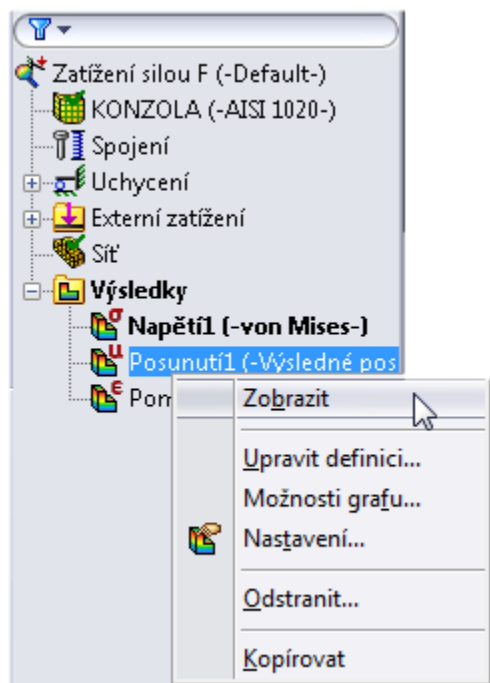 Zatížení silou F (-Default-)
KONZOLA (-AISI 1020-)
Spojení
Uchycení
Externí zatížení
Síť
Výsledky
σ
Napětí1 (-von Mises-)
u
Posunutí1 (-Výsledné pos
ε
Pom
Zobrazit
Upravit definici...
Možnosti grafu...
Nastavení...
Odstranit...
Kopírovat